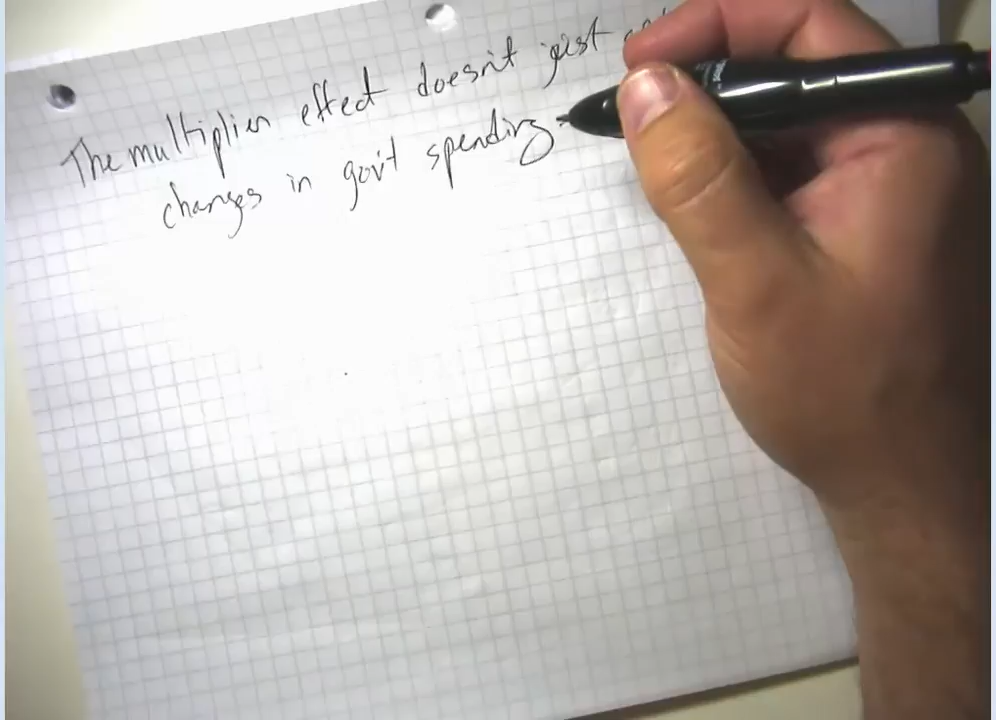 The multiplier effect doesn't just
changes in gov't spending.